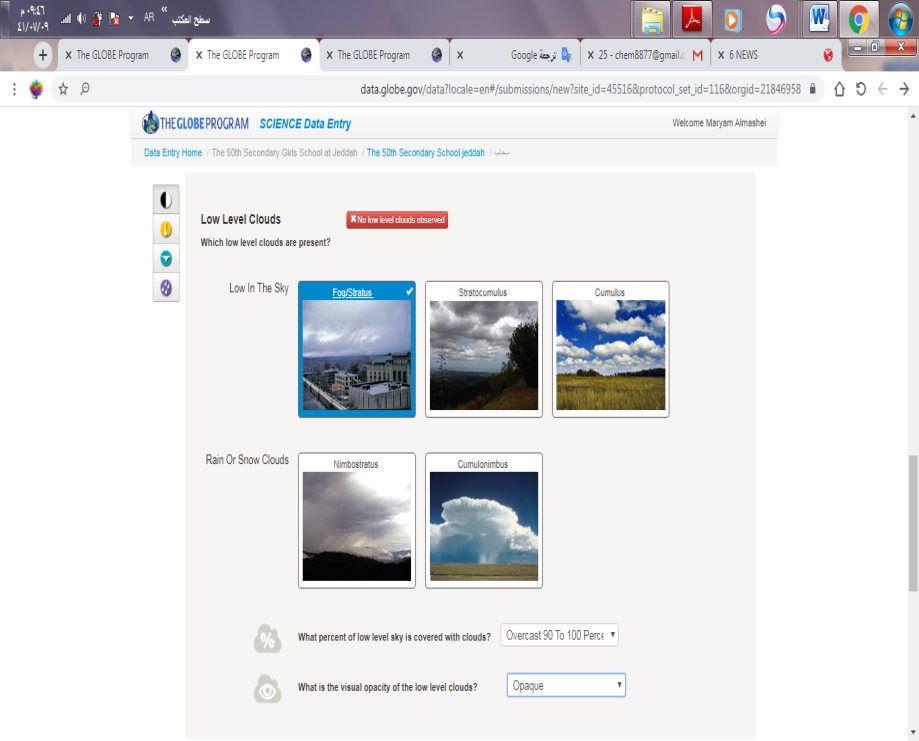 ٠٩:٤٦ م
٤١/٠٧/٠٩
AR
سطح المكتب
The GLOBE Program
The GLOBE Program
The GLOBE Program
ترجمة Google
25 - chem8877@gmail.c
6 NEWS
data.globe.gov/data?locale=en#/submissions/new?site_id=45516&protocol_set_id=116&orgid=21846958
THE GLOBE PROGRAM SCIENCE Data Entry
Welcome Maryam Almashei
Data Entry Home / The 50th Secondary Girls School at Jeddah / The 50th Secondary School jeddah / سحاب
Low Level Clouds
No low level clouds observed
Which low level clouds are present?
Low In The Sky
Fog/Stratus
Stratocumulus
Cumulus
Rain Or Snow Clouds
Nimbostratus
Cumulonimbus
What percent of low level sky is covered with clouds?
Overcast 90 To 100 Perce
What is the visual opacity of the low level clouds?
Opaque